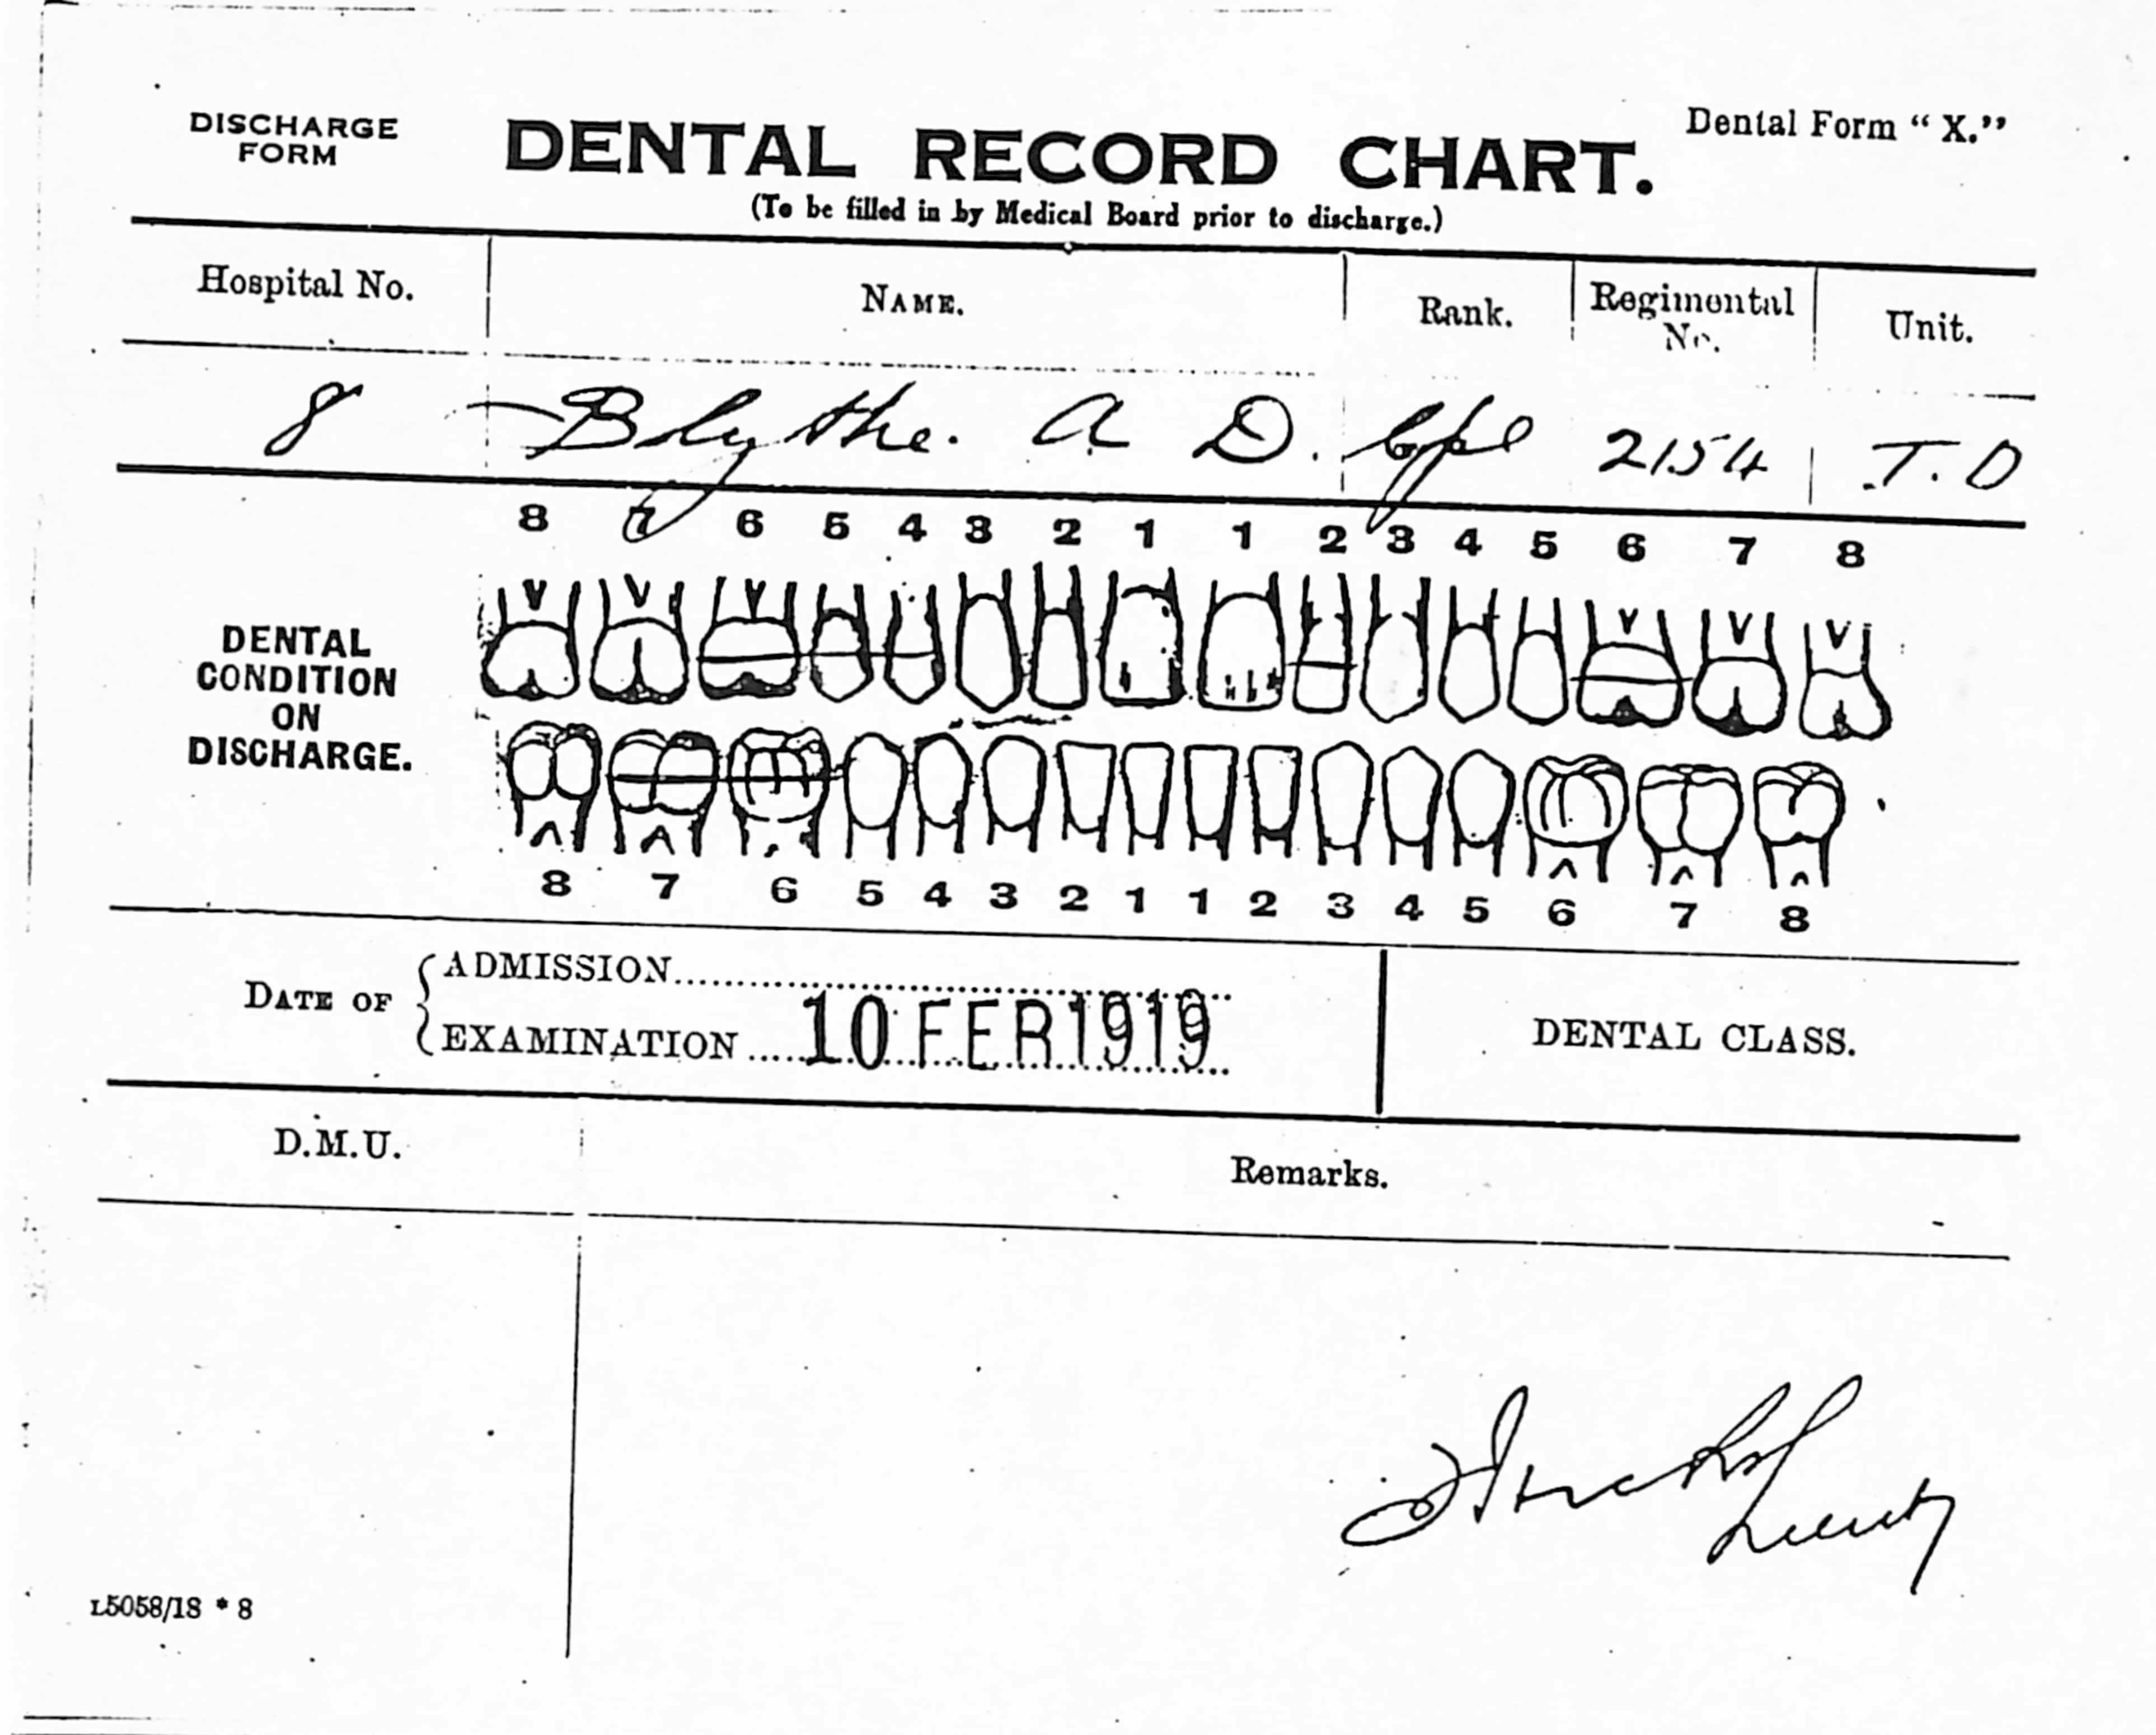 DISCHARGE
FORM
DENTAL RECORD CHART.
Dental Form " X."
(To be filled in by Medical Board prior to discharge.)
Hospital No. NAME. Rank. Regimental No. Unit.
8 Blythe. A D. Cpl 2154 T.D
8 7 6 5 4 3 2 1 1 2 3 4 5 6 7 8
DENTAL
CONDITION
ON
DISCHARGE.
8 7 6 5 4 3 2 1 1 2 3 4 5 6 7 8
DATE OF
ADMISSION
EXAMINATION 10 FEB 1919
DENTAL CLASS.
D.M.U. Remarks.
Lieut
L5058/18 * 8